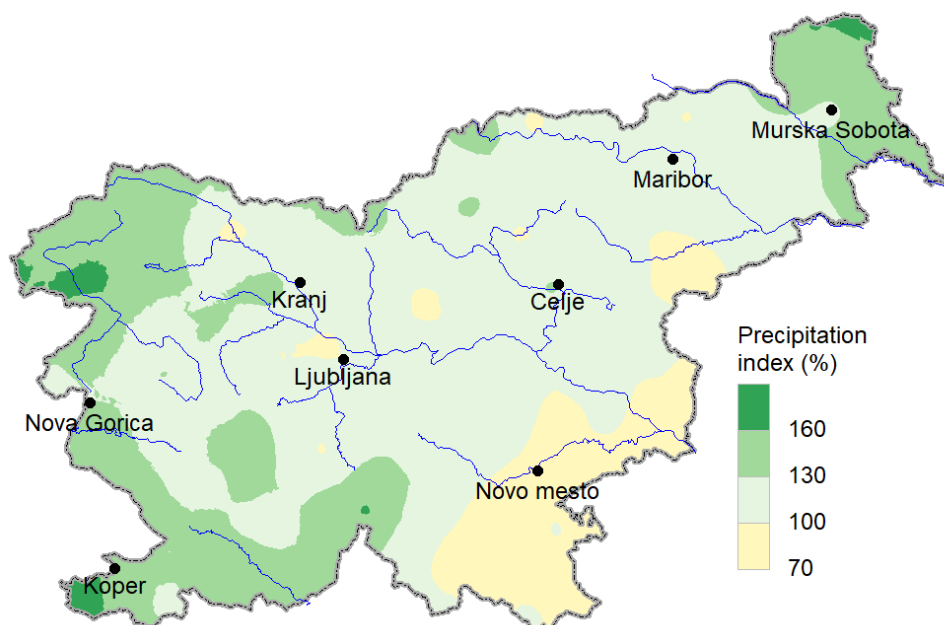 Murska Sobota
Maribor
Kranj
Celje
Ljubljana
Nova Gorica
Novo mesto
Koper
Precipitation
index (%)
160
130
100
70